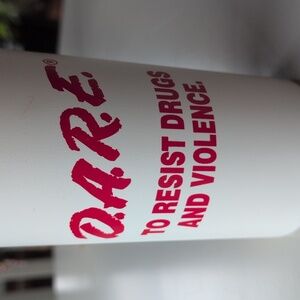 D.A.R.E.®
TO RESIST DRUGS
AND VIOLENCE.